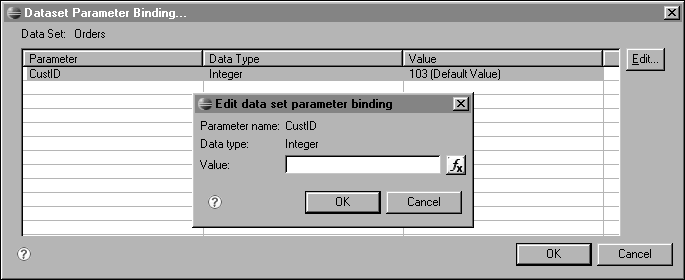 Dataset Parameter Binding...
Data Set: Orders
Parameter Data Type Value
CustID Integer 103 (Default Value)
Edit...
Edit data set parameter binding
Parameter name: CustID
Data type: Integer
Value: fx
? OK Cancel
? OK Cancel